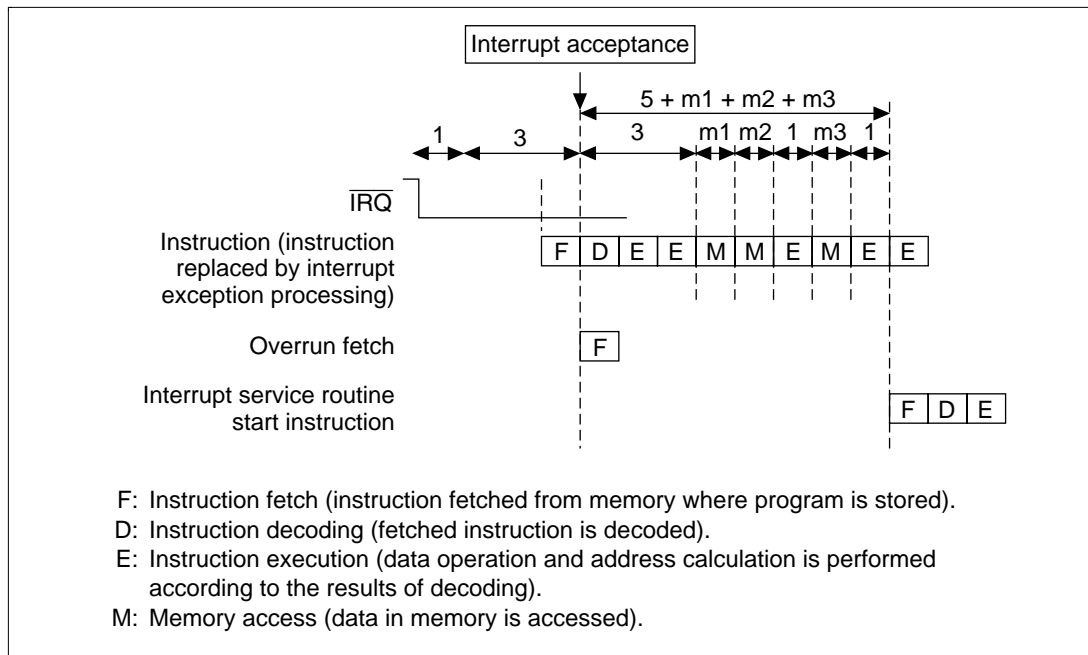 Interrupt acceptance
5 + m1 + m2 + m3
1 3 3 m1 m2 1 m3 1
IRQ
Instruction (instruction
replaced by interrupt
exception processing)
F D E E M M E M E E
Overrun fetch
F
Interrupt service routine
start instruction
F D E
F: Instruction fetch (instruction fetched from memory where program is stored).
D: Instruction decoding (fetched instruction is decoded).
E: Instruction execution (data operation and address calculation is performed
according to the results of decoding).
M: Memory access (data in memory is accessed).